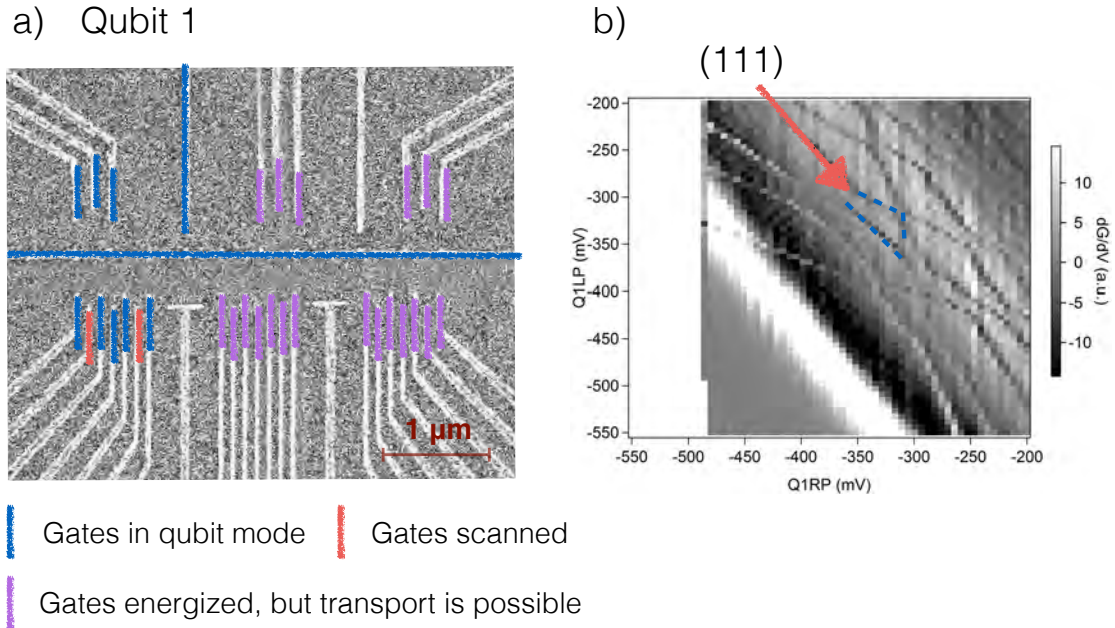 a) Qubit 1
b)
(111)
-200
-250
-300
-350
-400
-450
-500
-550
Q1LP (mV)
-550 -500 -450 -400 -350 -300 -250 -200
Q1RP (mV)
10
5
0
-5
-10
dG/dV (a.u.)
1 μm
Gates in qubit mode
Gates scanned
Gates energized, but transport is possible